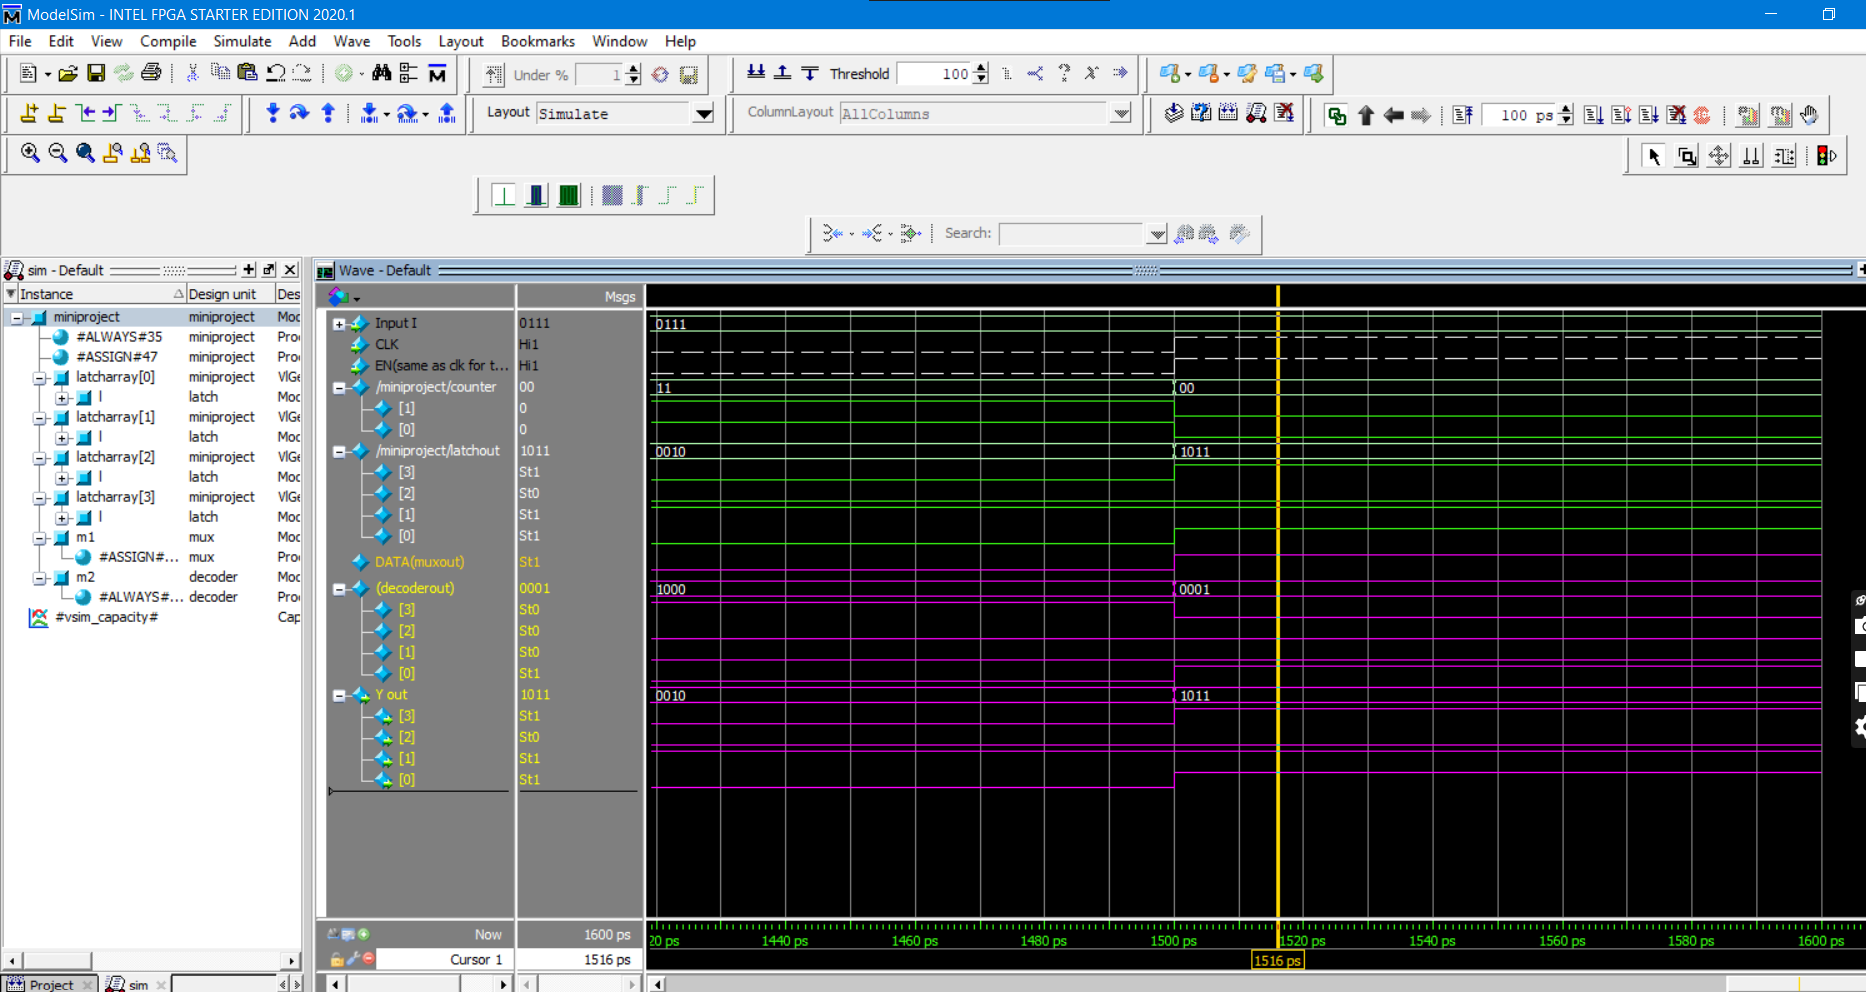 ModelSim - INTEL FPGA STARTER EDITION 2020.1
File Edit View Compile Simulate Add Wave Tools Layout Bookmarks Window Help
Under % 1
Threshold 100
Layout Simulate
ColumnLayout AllColumns
100 ps
Search:
sim - Default
Instance Design unit Des
miniproject miniproject Moc
#ALWAYS#35 miniproject Pro
#ASSIGN#47 miniproject Pro
latcharray[0] miniproject VlGe
l latch Moc
latcharray[1] miniproject VlGe
l latch Moc
latcharray[2] miniproject VlGe
l latch Moc
latcharray[3] miniproject VlGe
l latch Moc
m1 mux Moc
#ASSIGN#... mux Pro
m2 decoder Moc
#ALWAYS#... decoder Pro
#vsim_capacity# Cap
Project sim
Wave - Default
Msgs
Input I 0111 0111
CLK Hi1
EN(same as clk for t... Hi1
/miniproject/counter 00 11 00
[1] 0
[0] 0
/miniproject/latchout 1011 0010 1011
[3] St1
[2] St0
[1] St1
[0] St1
DATA(muxout) St1
(decoderout) 0001 1000 0001
[3] St0
[2] St0
[1] St0
[0] St1
Y out 1011 0010 1011
[3] St1
[2] St0
[1] St1
[0] St1
Now 1600 ps 20 ps 1440 ps 1460 ps 1480 ps 1500 ps 1520 ps 1540 ps 1560 ps 1580 ps 1600 ps
Cursor 1 1516 ps 1516 ps